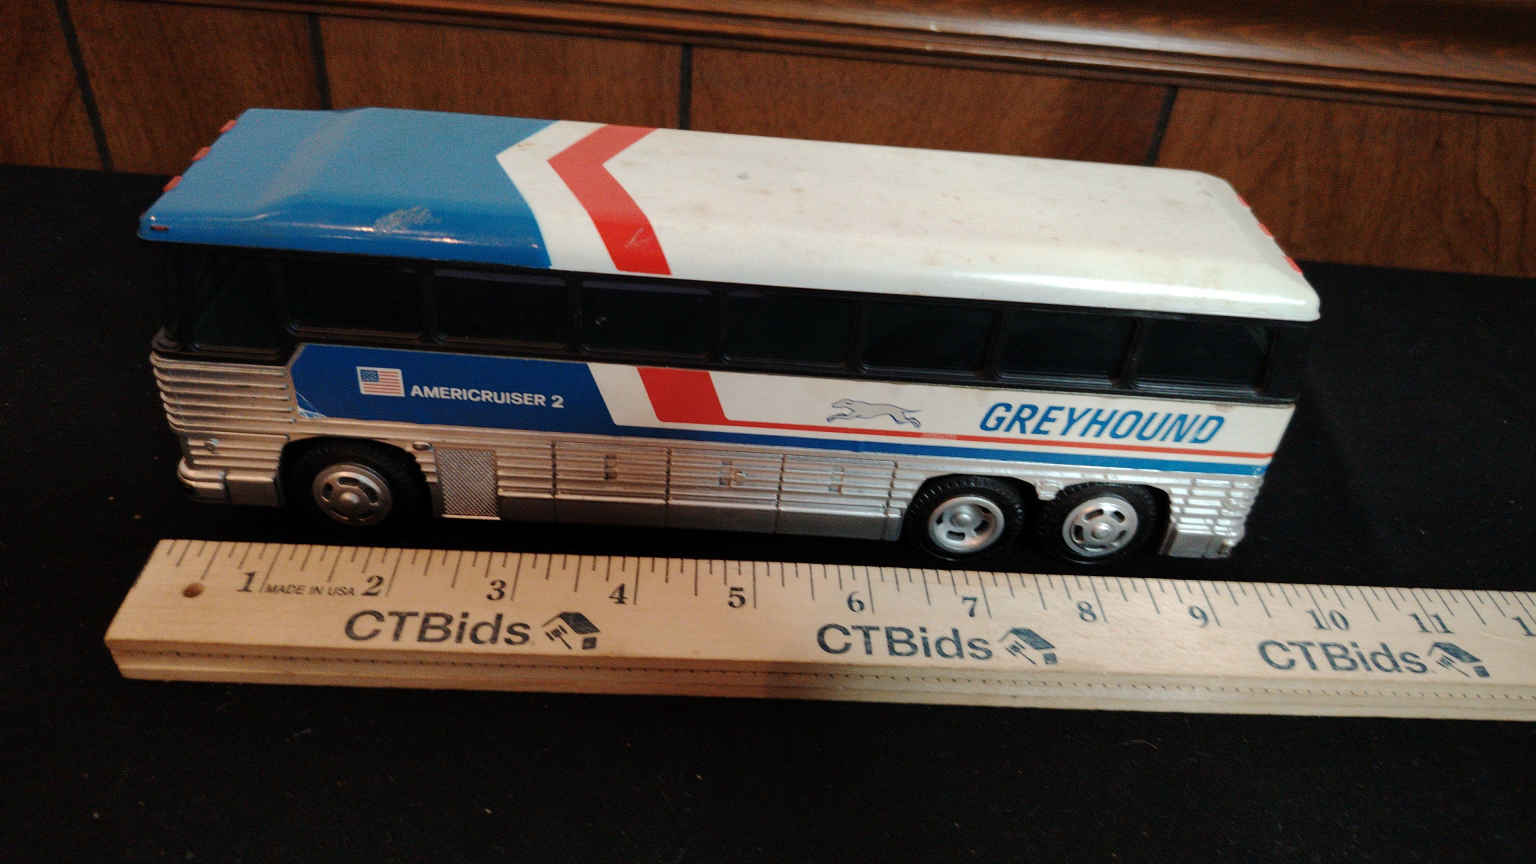 AMERICRUISER 2
GREYHOUND
1 MADE IN USA 2 3 4 5 6 7 8 9 10 11
CTBids CTBids CTBids